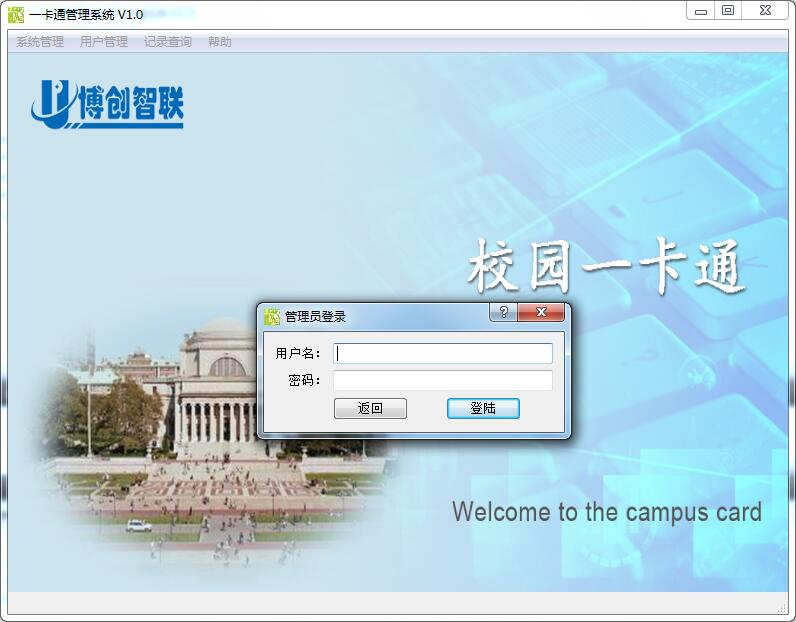 一卡通管理系统 V1.0
系统管理 用户管理 记录查询 帮助
博创智联
校园一卡通
管理员登录
用户名：
密码：
返回 登陆
Welcome to the campus card